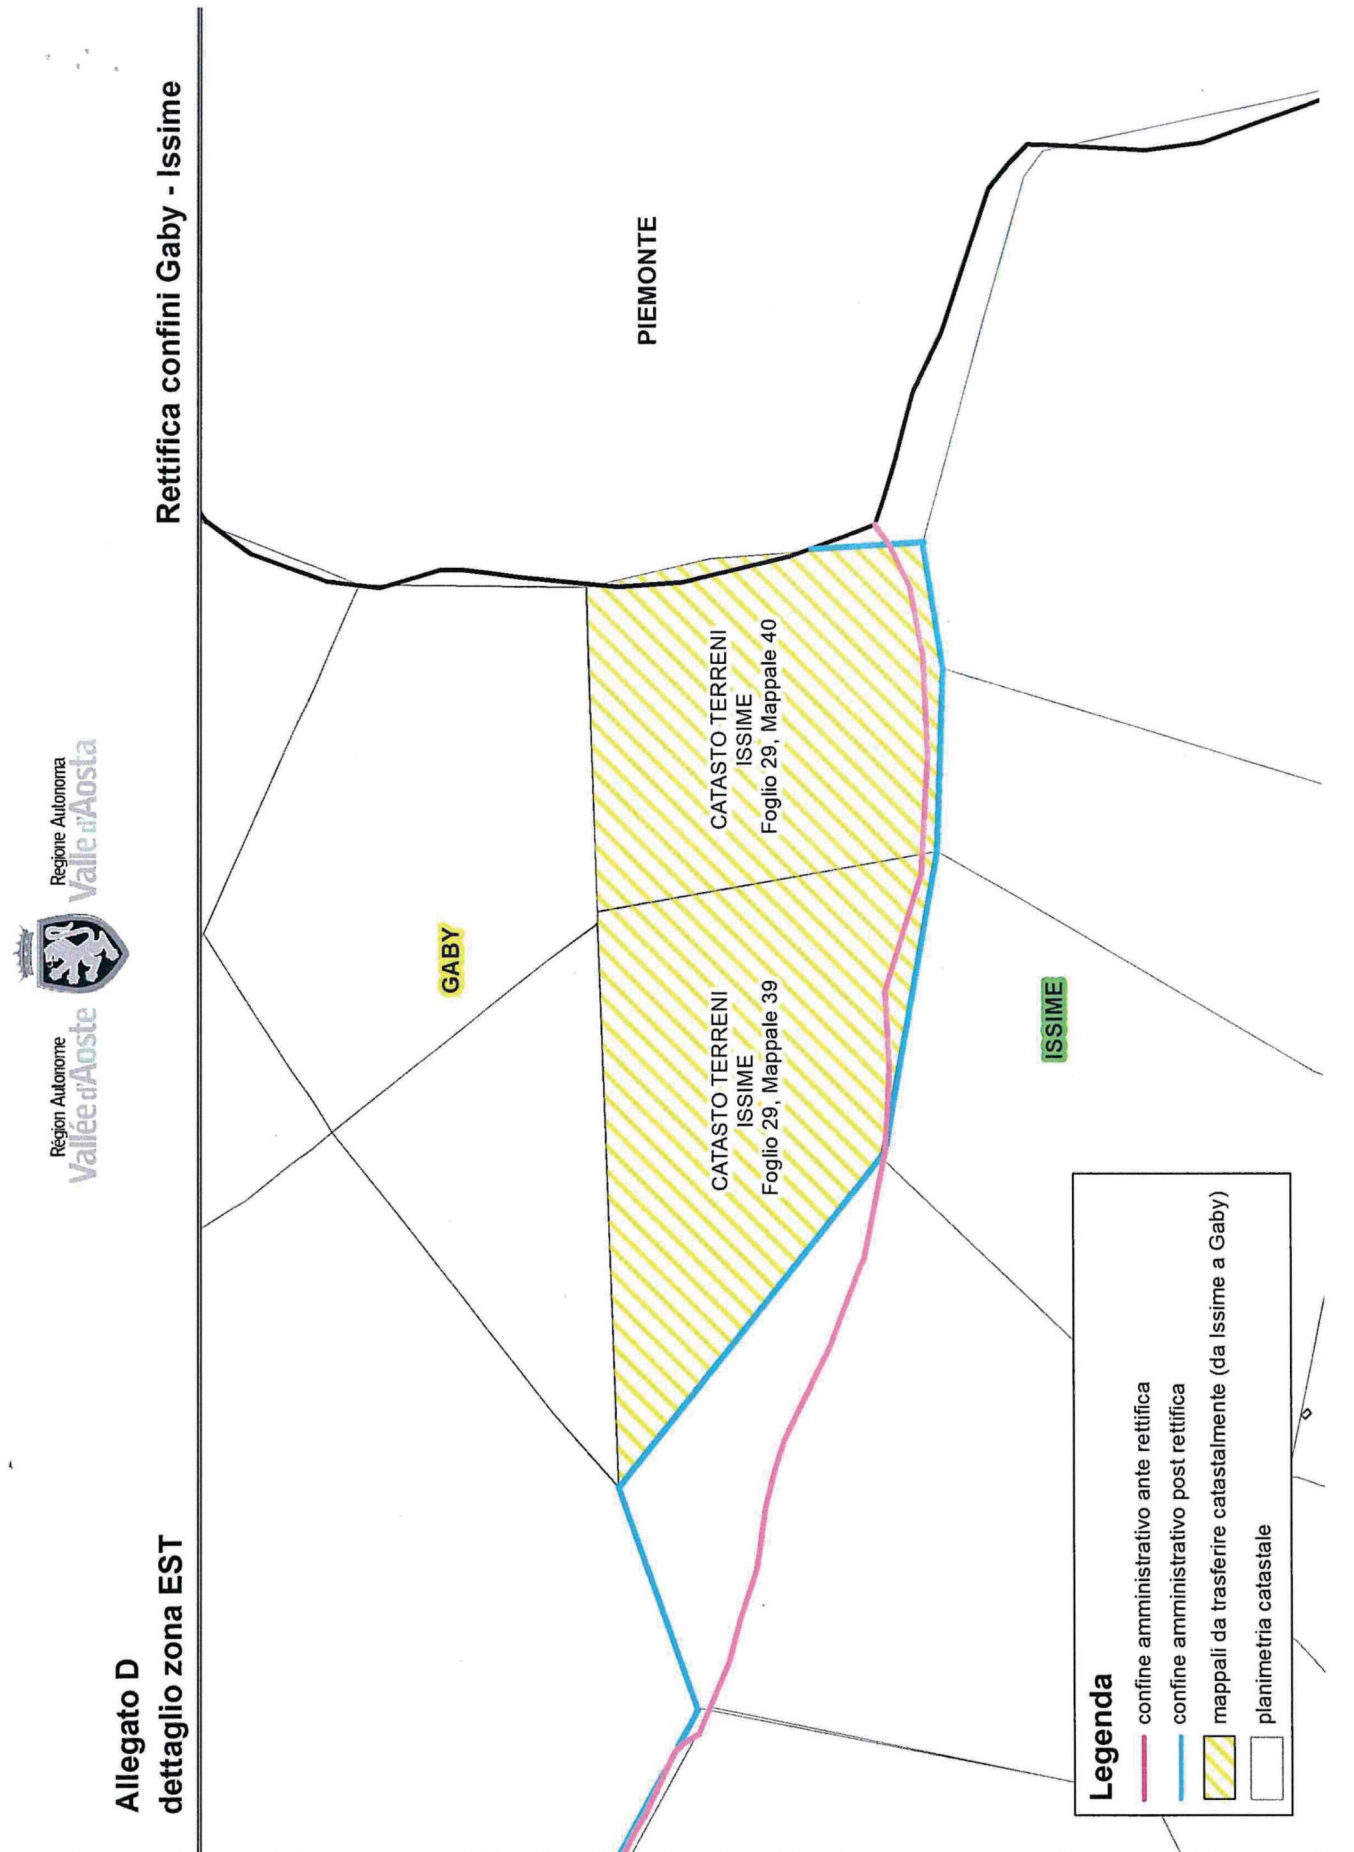 Région Autonome
Vallée d'Aoste
Regione Autonoma
Valle d'Aosta
Allegato D
dettaglio zona EST
Rettifica confini Gaby - Issime
GABY
PIEMONTE
CATASTO TERRENI
ISSIME
Foglio 29, Mappale 39
CATASTO TERRENI
ISSIME
Foglio 29, Mappale 40
ISSIME
Legenda
confine amministrativo ante rettifica
confine amministrativo post rettifica
mappali da trasferire catastalmente (da Issime a Gaby)
planimetria catastale